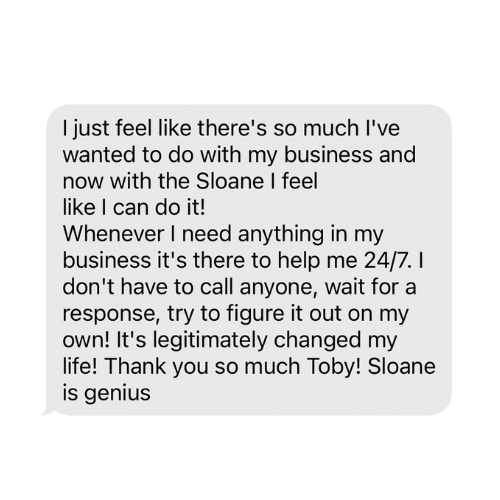 I just feel like there's so much I've
wanted to do with my business and
now with the Sloane I feel
like I can do it!
Whenever I need anything in my
business it's there to help me 24/7. I
don't have to call anyone, wait for a
response, try to figure it out on my
own! It's legitimately changed my
life! Thank you so much Toby! Sloane
is genius